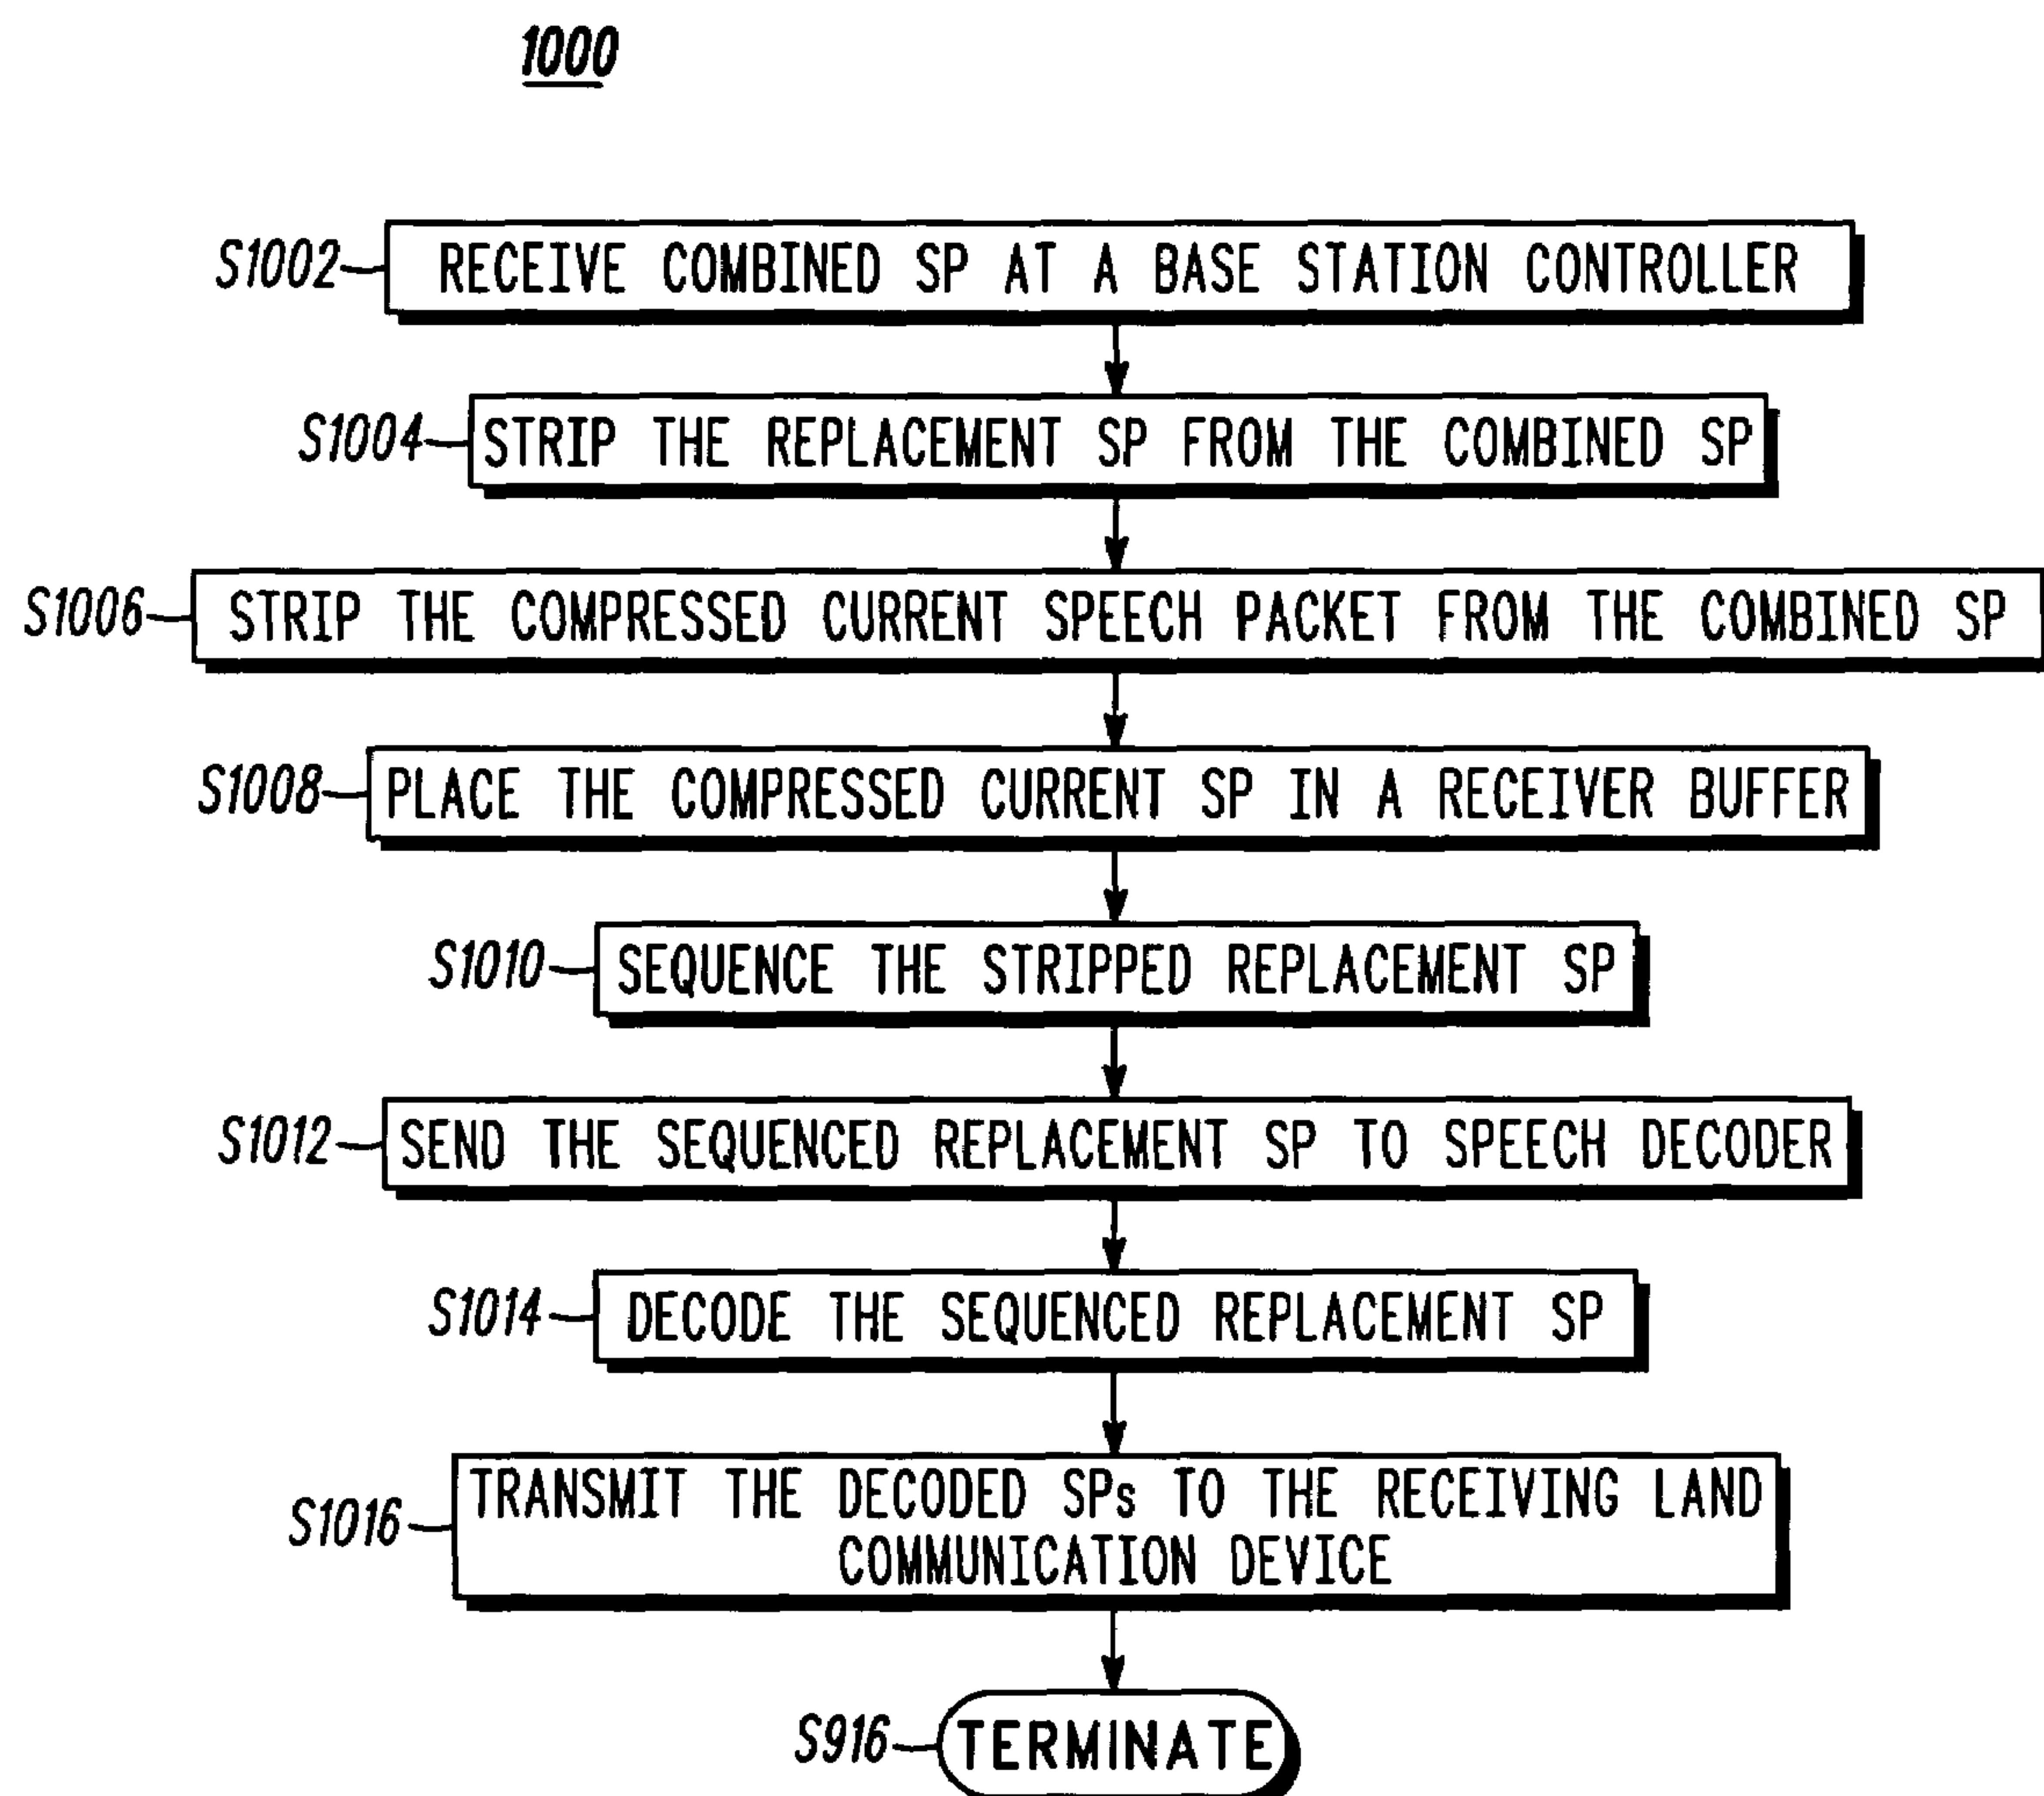 1000
S1002 RECEIVE COMBINED SP AT A BASE STATION CONTROLLER
S1004 STRIP THE REPLACEMENT SP FROM THE COMBINED SP
S1006 STRIP THE COMPRESSED CURRENT SPEECH PACKET FROM THE COMBINED SP
S1008 PLACE THE COMPRESSED CURRENT SP IN A RECEIVER BUFFER
S1010 SEQUENCE THE STRIPPED REPLACEMENT SP
S1012 SEND THE SEQUENCED REPLACEMENT SP TO SPEECH DECODER
S1014 DECODE THE SEQUENCED REPLACEMENT SP
S1016 TRANSMIT THE DECODED SPs TO THE RECEIVING LAND
COMMUNICATION DEVICE
S916 TERMINATE